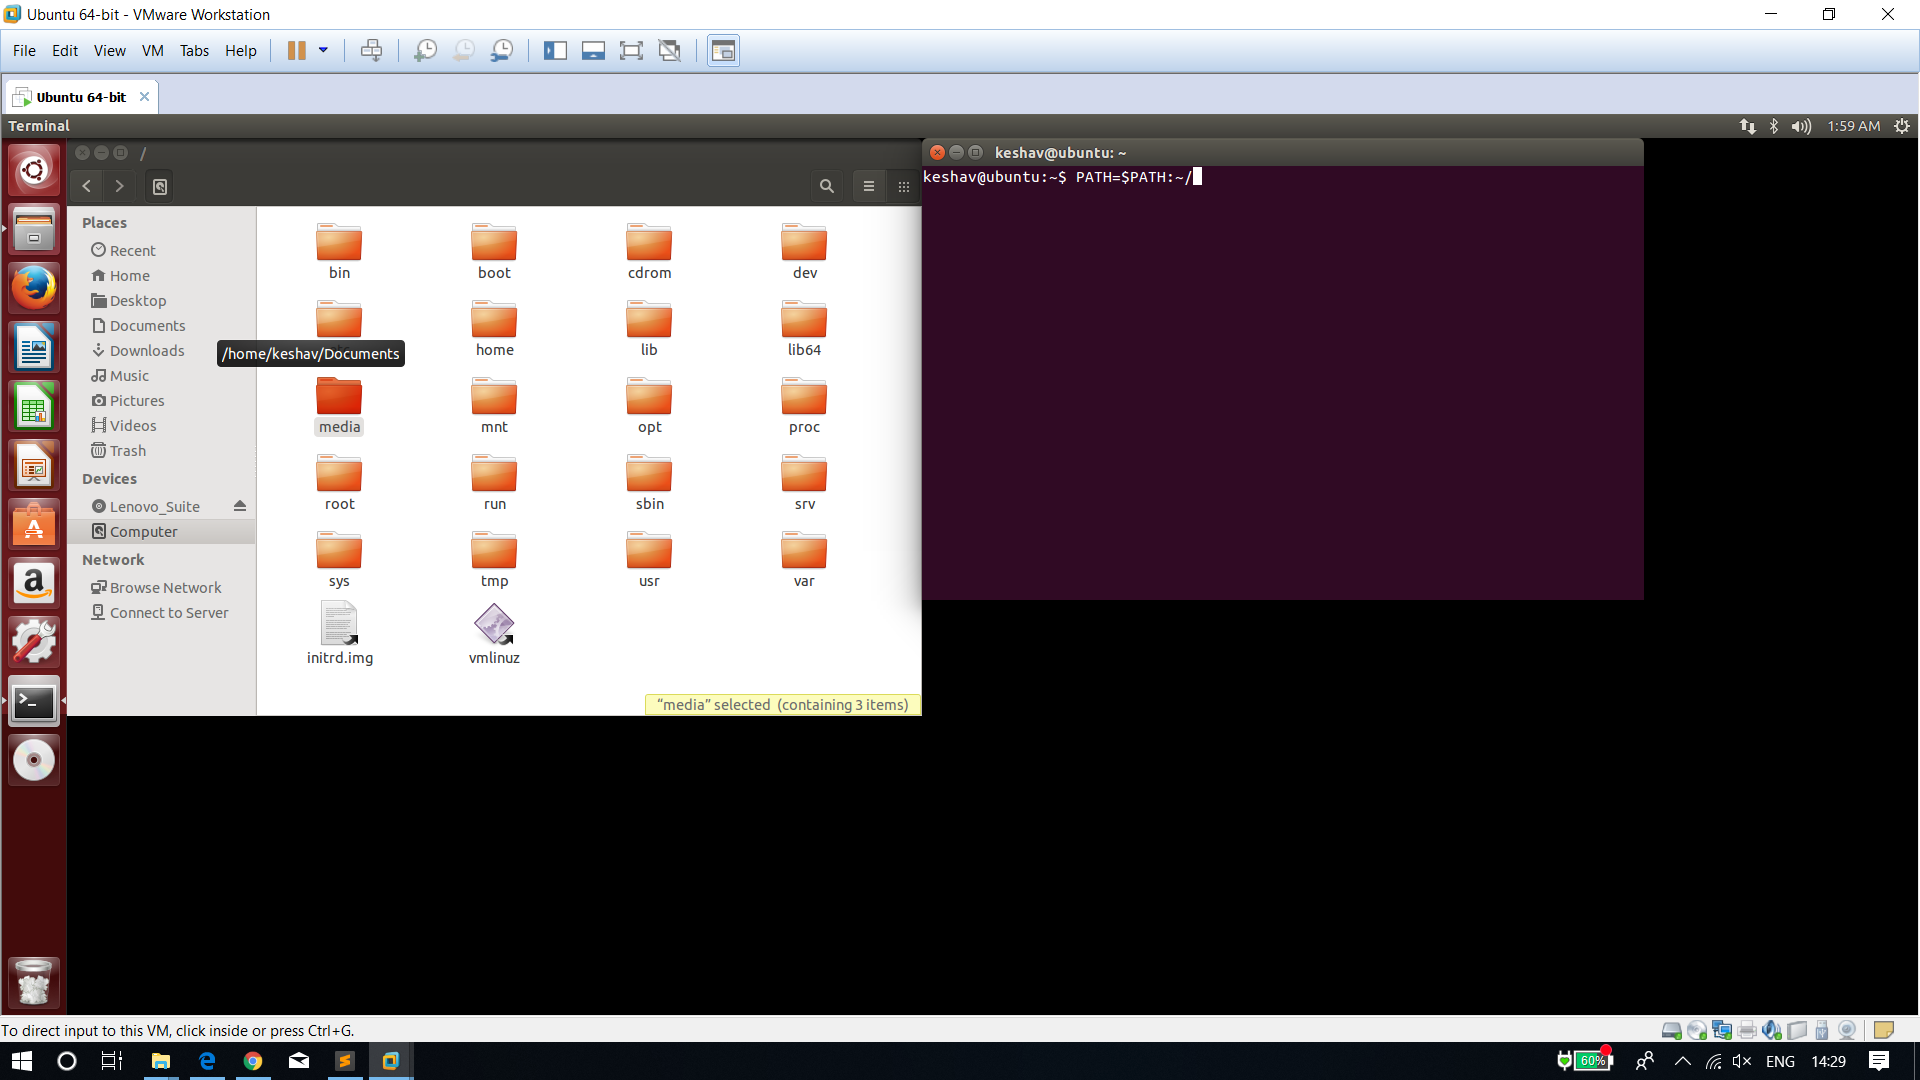 Ubuntu 64-bit - VMware Workstation
File Edit View VM Tabs Help
Ubuntu 64-bit
Terminal
1:59 AM
/
keshav@ubuntu: ~
keshav@ubuntu:~$ PATH=$PATH:~/
Places
Recent
Home
Desktop
Documents
Downloads
Music
Pictures
Videos
Trash
Devices
Lenovo_Suite
Computer
Network
Browse Network
Connect to Server
bin boot cdrom dev
home lib lib64
/home/keshav/Documents
media mnt opt proc
root run sbin srv
sys tmp usr var
initrd.img vmlinuz
“media” selected (containing 3 items)
To direct input to this VM, click inside or press Ctrl+G.
60%
ENG
14:29